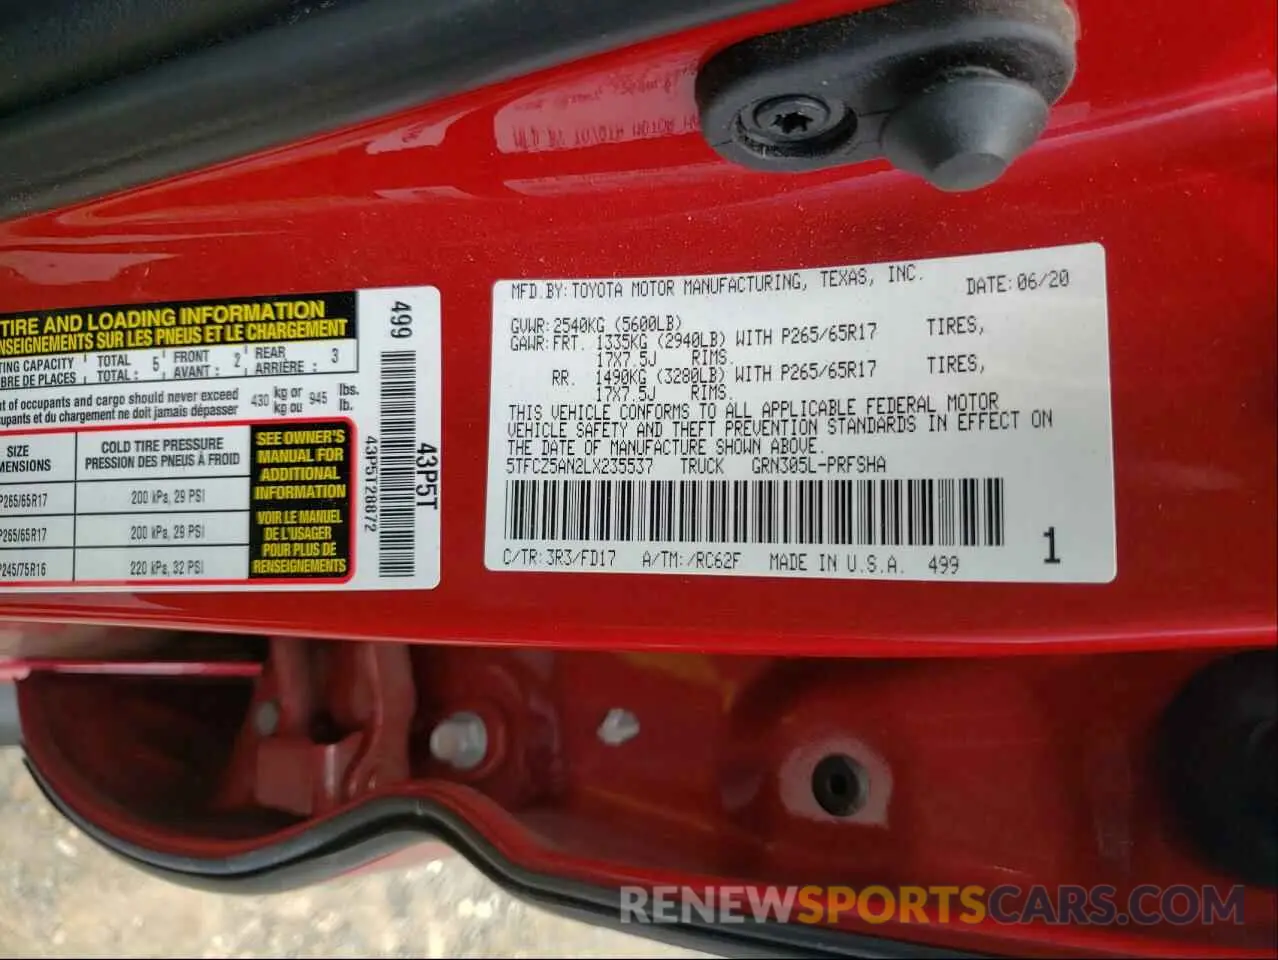 TIRE AND LOADING INFORMATION
NSEIGNEMENTS SUR LES PNEUS ET LE CHARGEMENT
TING CAPACITY TOTAL : 5 FRONT : 2 REAR : 3
BRE DE PLACES TOTAL : AVANT : ARRIÈRE :
nt of occupants and cargo should never exceed 430 kg or 945 lbs.
upants et du chargement ne doit jamais dépasser kg ou lb.
SIZE COLD TIRE PRESSURE
MENSIONS PRESSION DES PNEUS À FROID
P265/65R17 200 kPa, 29 PSI
P265/65R17 200 kPa, 29 PSI
P245/75R16 220 kPa, 32 PSI
SEE OWNER'S
MANUAL FOR
ADDITIONAL
INFORMATION
VOIR LE MANUEL
DE L'USAGER
POUR PLUS DE
RENSEIGNEMENTS
499
43P5T28872
43P5T
MFD.BY:TOYOTA MOTOR MANUFACTURING, TEXAS, INC. DATE:06/20
GVWR:2540KG (5600LB)
GAWR:FRT. 1335KG (2940LB) WITH P265/65R17 TIRES,
17X7.5J RIMS.
RR. 1490KG (3280LB) WITH P265/65R17 TIRES,
17X7.5J RIMS.
THIS VEHICLE CONFORMS TO ALL APPLICABLE FEDERAL MOTOR
VEHICLE SAFETY AND THEFT PREVENTION STANDARDS IN EFFECT ON
THE DATE OF MANUFACTURE SHOWN ABOVE.
5TFCZ5AN2LX235537 TRUCK GRN305L-PRFSHA
C/TR:3R3/FD17 A/TM:/RC62F MADE IN U.S.A. 499
1
RENEWSPORTSCARS.COM